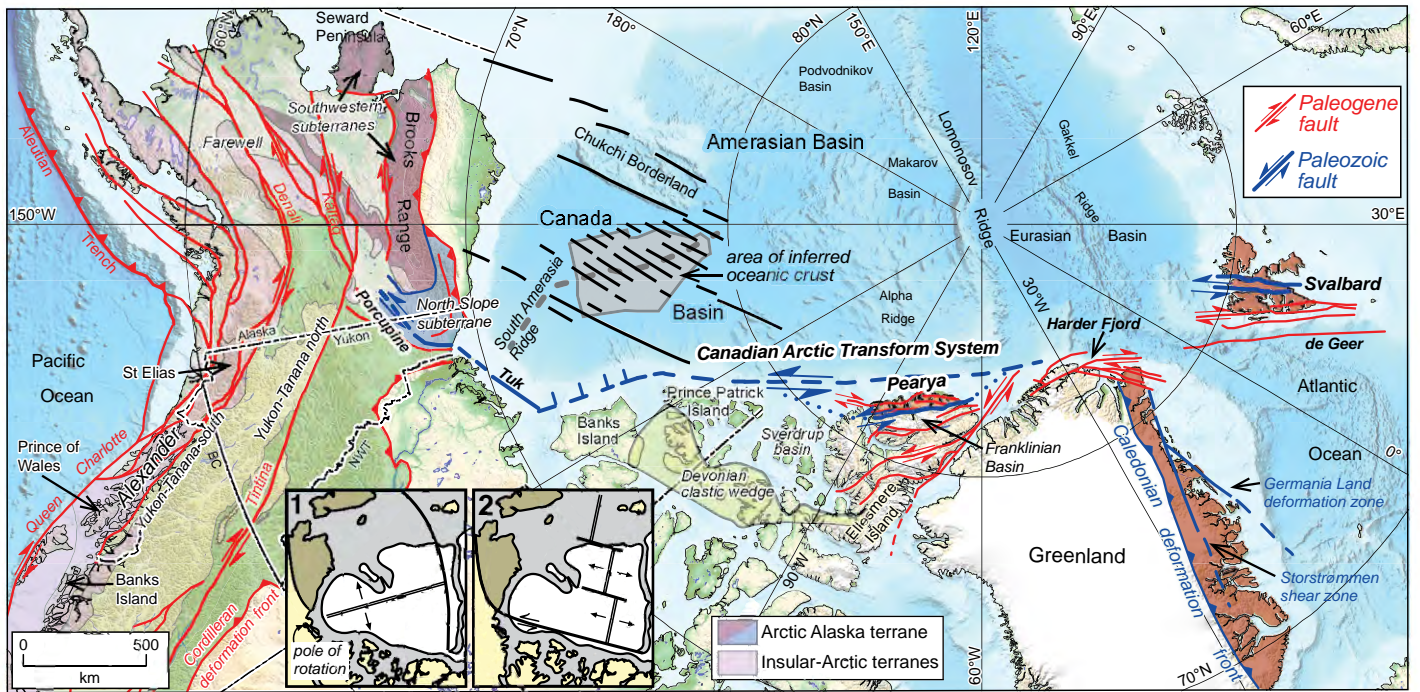 Seward
Peninsula
60°N
70°N
180°
80°N
150°E
120°E
90°E
60°E
Podvodnikov
Basin
Paleogene
fault
Paleozoic
fault
Southwestern
subterranes
Brooks
Range
Farewell
Aleutian
Trench
Denali
Kaltag
Chukchi Borderland
Amerasian Basin
Lomonosov
Ridge
Gakkel
Ridge
Makarov
Basin
150°W
30°E
Canada
Basin
Eurasian
Basin
area of inferred
oceanic crust
South Amerasia
Ridge
Alpha
Ridge
30°W
Svalbard
de Geer
Harder Fjord
North Slope
subterrane
Porcupine
Alaska
Yukon
Pacific
Ocean
St Elias
Canadian Arctic Transform System
Tuk
Pearya
Atlantic
Ocean
0°
Prince Patrick
Island
Banks
Island
Sverdrup
basin
Franklinian
Basin
Devonian
clastic wedge
Ellesmere
Island
Yukon-Tanana north
Yukon-Tanana south
Prince of
Wales
Queen
Charlotte
Alexander
BC
NWT
Tintina
Caledonian
deformation
front
Germania Land
deformation zone
Storstrømmen
shear zone
Greenland
90°W
60°W
70°N
Banks
Island
Cordilleran
deformation front
1
pole of
rotation
2
0
500
km
Arctic Alaska terrane
Insular-Arctic terranes